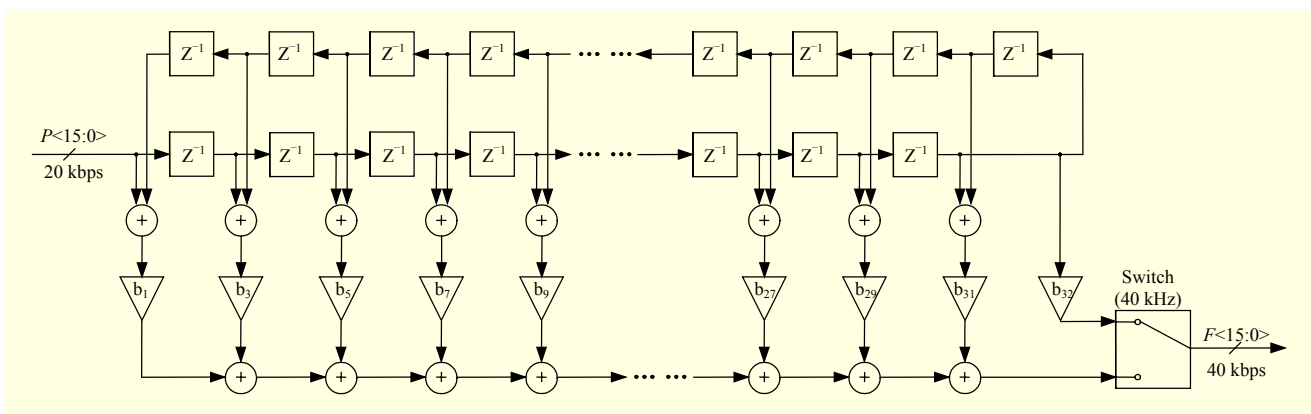 Z⁻¹ Z⁻¹ Z⁻¹ Z⁻¹ ... ... Z⁻¹ Z⁻¹ Z⁻¹ Z⁻¹
P<15:0>
20 kbps
Z⁻¹ Z⁻¹ Z⁻¹ Z⁻¹ ... ... Z⁻¹ Z⁻¹ Z⁻¹
+ + + + + + + +
b₁ b₃ b₅ b₇ b₉ b₂₇ b₂₉ b₃₁ b₃₂
Switch
(40 kHz)
F<15:0>
40 kbps
+ + + + ... ... + + +